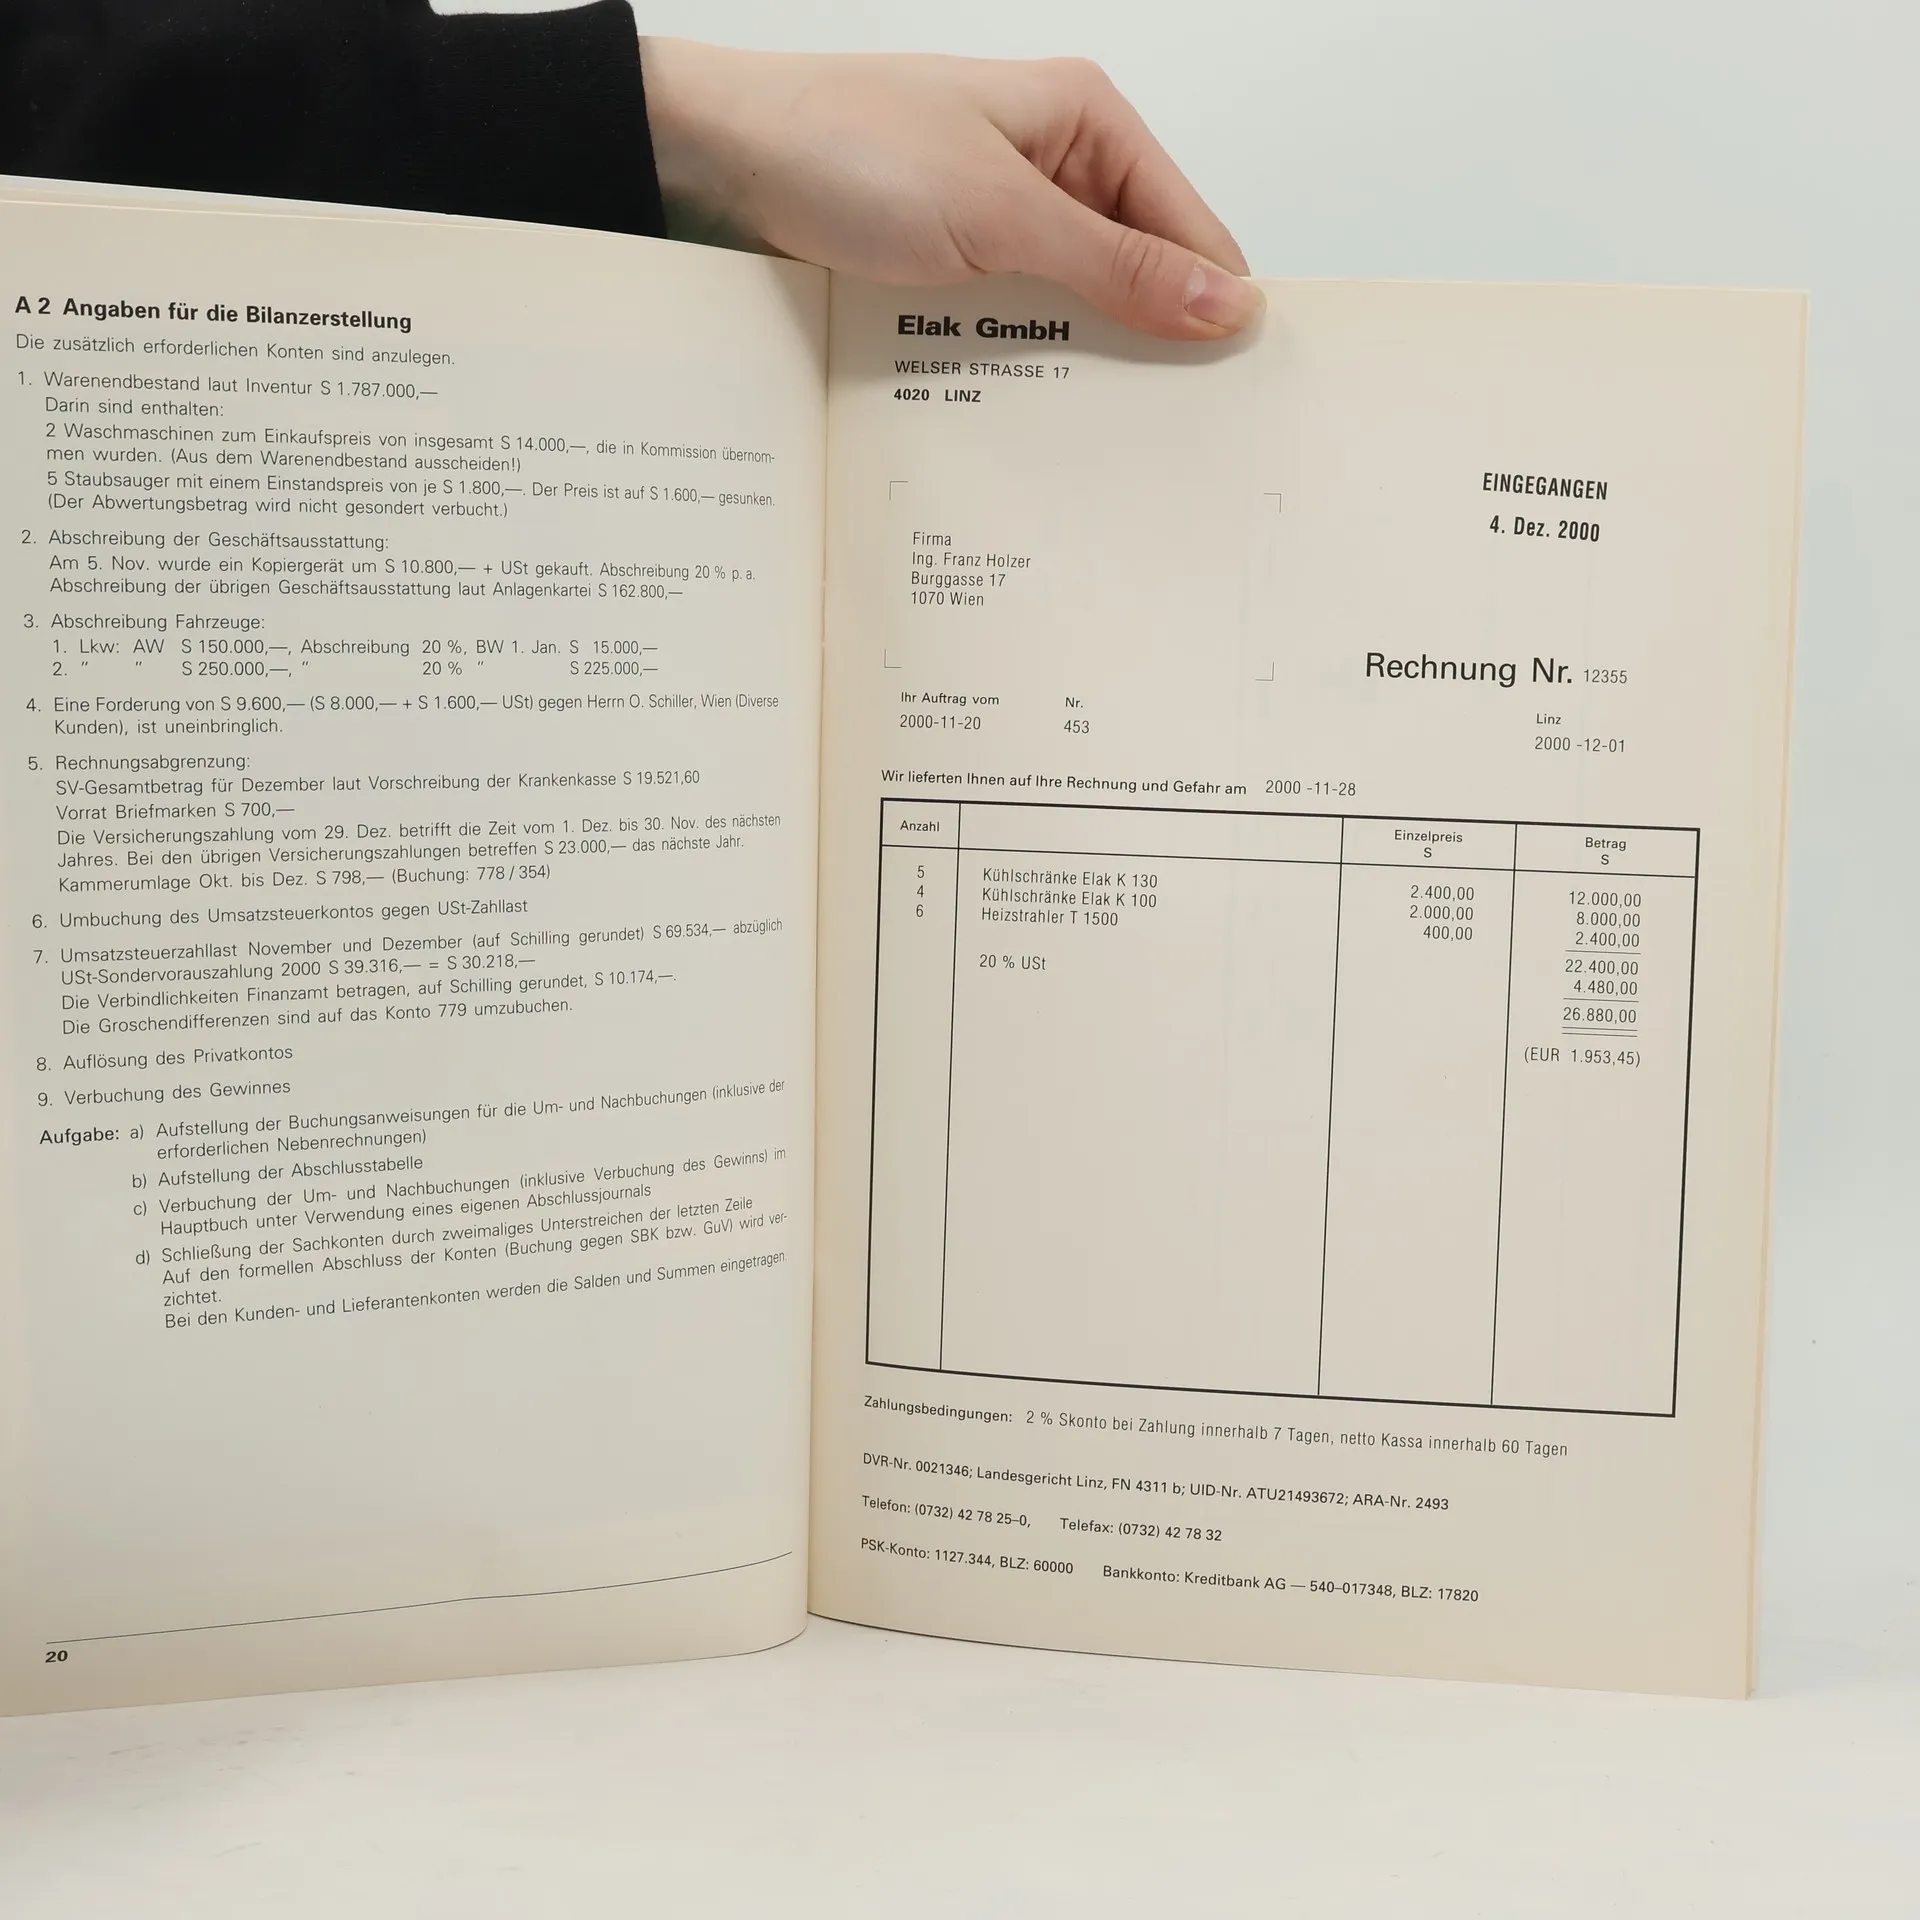 A 2 Angaben für die Bilanzerstellung
Die zusätzlich erforderlichen Konten sind anzulegen.
1. Warenendbestand laut Inventur S 1.787.000,—
Darin sind enthalten:
2 Waschmaschinen zum Einkaufspreis von insgesamt S 14.000,—, die in Kommission übernom-
men wurden. (Aus dem Warenendbestand ausscheiden!)
5 Staubsauger mit einem Einstandspreis von je S 1.800,—. Der Preis ist auf S 1.600,— gesunken.
(Der Abwertungsbetrag wird nicht gesondert verbucht.)
2. Abschreibung der Geschäftsausstattung:
Am 5. Nov. wurde ein Kopiergerät um S 10.800,— + USt gekauft. Abschreibung 20 % p. a.
Abschreibung der übrigen Geschäftsausstattung laut Anlagenkartei S 162.800,—
3. Abschreibung Fahrzeuge:
1. Lkw: AW S 150.000,—, Abschreibung 20 %, BW 1. Jan. S 15.000,—
2. " " S 250.000,—, " 20 % " S 225.000,—
4. Eine Forderung von S 9.600,— (S 8.000,— + S 1.600,— USt) gegen Herrn O. Schiller, Wien (Diverse
Kunden), ist uneinbringlich.
5. Rechnungsabgrenzung:
SV-Gesamtbetrag für Dezember laut Vorschreibung der Krankenkasse S 19.521,60
Vorrat Briefmarken S 700,—
Die Versicherungszahlung vom 29. Dez. betrifft die Zeit vom 1. Dez. bis 30. Nov. des nächsten
Jahres. Bei den übrigen Versicherungszahlungen betreffen S 23.000,— das nächste Jahr.
Kammerumlage Okt. bis Dez. S 798,— (Buchung: 778 / 354)
6. Umbuchung des Umsatzsteuerkontos gegen USt-Zahllast
7. Umsatzsteuerzahllast November und Dezember (auf Schilling gerundet) S 69.534,— abzüglich
USt-Sondervorauszahlung 2000 S 39.316,— = S 30.218,—
Die Verbindlichkeiten Finanzamt betragen, auf Schilling gerundet, S 10.174,—.
Die Groschendifferenzen sind auf das Konto 779 umzubuchen.
8. Auflösung des Privatkontos
9. Verbuchung des Gewinnes
Aufgabe: a) Aufstellung der Buchungsanweisungen für die Um- und Nachbuchungen (inklusive der
erforderlichen Nebenrechnungen)
b) Aufstellung der Abschlusstabelle
c) Verbuchung der Um- und Nachbuchungen (inklusive Verbuchung des Gewinns) im
Hauptbuch unter Verwendung eines eigenen Abschlussjournals
d) Schließung der Sachkonten durch zweimaliges Unterstreichen der letzten Zeile
Auf den formellen Abschluss der Konten (Buchung gegen SBK bzw. GuV) wird ver-
zichtet.
Bei den Kunden- und Lieferantenkonten werden die Salden und Summen eingetragen.
20
Elak GmbH
WELSER STRASSE 17
4020 LINZ
EINGEGANGEN
4. Dez. 2000
Firma
Ing. Franz Holzer
Burggasse 17
1070 Wien
Rechnung Nr. 12355
Ihr Auftrag vom Nr.
2000-11-20 453
Linz
2000 -12-01
Wir lieferten Ihnen auf Ihre Rechnung und Gefahr am 2000 -11-28
Anzahl Einzelpreis Betrag
S S
5 Kühlschränke Elak K 130 2.400,00 12.000,00
4 Kühlschränke Elak K 100 2.000,00 8.000,00
6 Heizstrahler T 1500 400,00 2.400,00
22.400,00
20 % USt 4.480,00
26.880,00
(EUR 1.953,45)
Zahlungsbedingungen: 2 % Skonto bei Zahlung innerhalb 7 Tagen, netto Kassa innerhalb 60 Tagen
DVR-Nr. 0021346; Landesgericht Linz, FN 4311 b; UID-Nr. ATU21493672; ARA-Nr. 2493
Telefon: (0732) 42 78 25–0, Telefax: (0732) 42 78 32
PSK-Konto: 1127.344, BLZ: 60000 Bankkonto: Kreditbank AG — 540–017348, BLZ: 17820